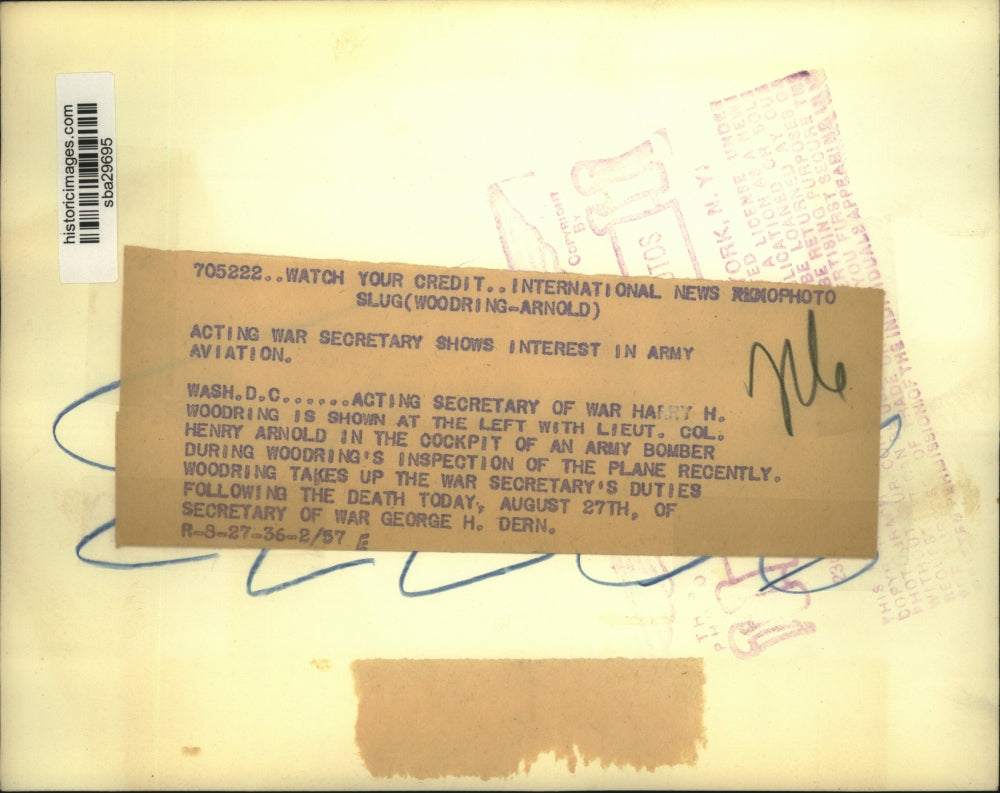 historicimages.com
sba29695
COPYRIGHT
BY
705222..WATCH YOUR CREDIT..INTERNATIONAL NEWS PHOTO
SLUG(WOODRING-ARNOLD)
ACTING WAR SECRETARY SHOWS INTEREST IN ARMY
AVIATION.
WASH.D.C......ACTING SECRETARY OF WAR HARRY H.
WOODRING IS SHOWN AT THE LEFT WITH LIEUT. COL.
HENRY ARNOLD IN THE COCKPIT OF AN ARMY BOMBER
DURING WOODRING'S INSPECTION OF THE PLANE RECENTLY.
WOODRING TAKES UP THE WAR SECRETARY'S DUTIES
FOLLOWING THE DEATH TODAY, AUGUST 27TH, OF
SECRETARY OF WAR GEORGE H. DERN.
R-8-27-36-2/57 E